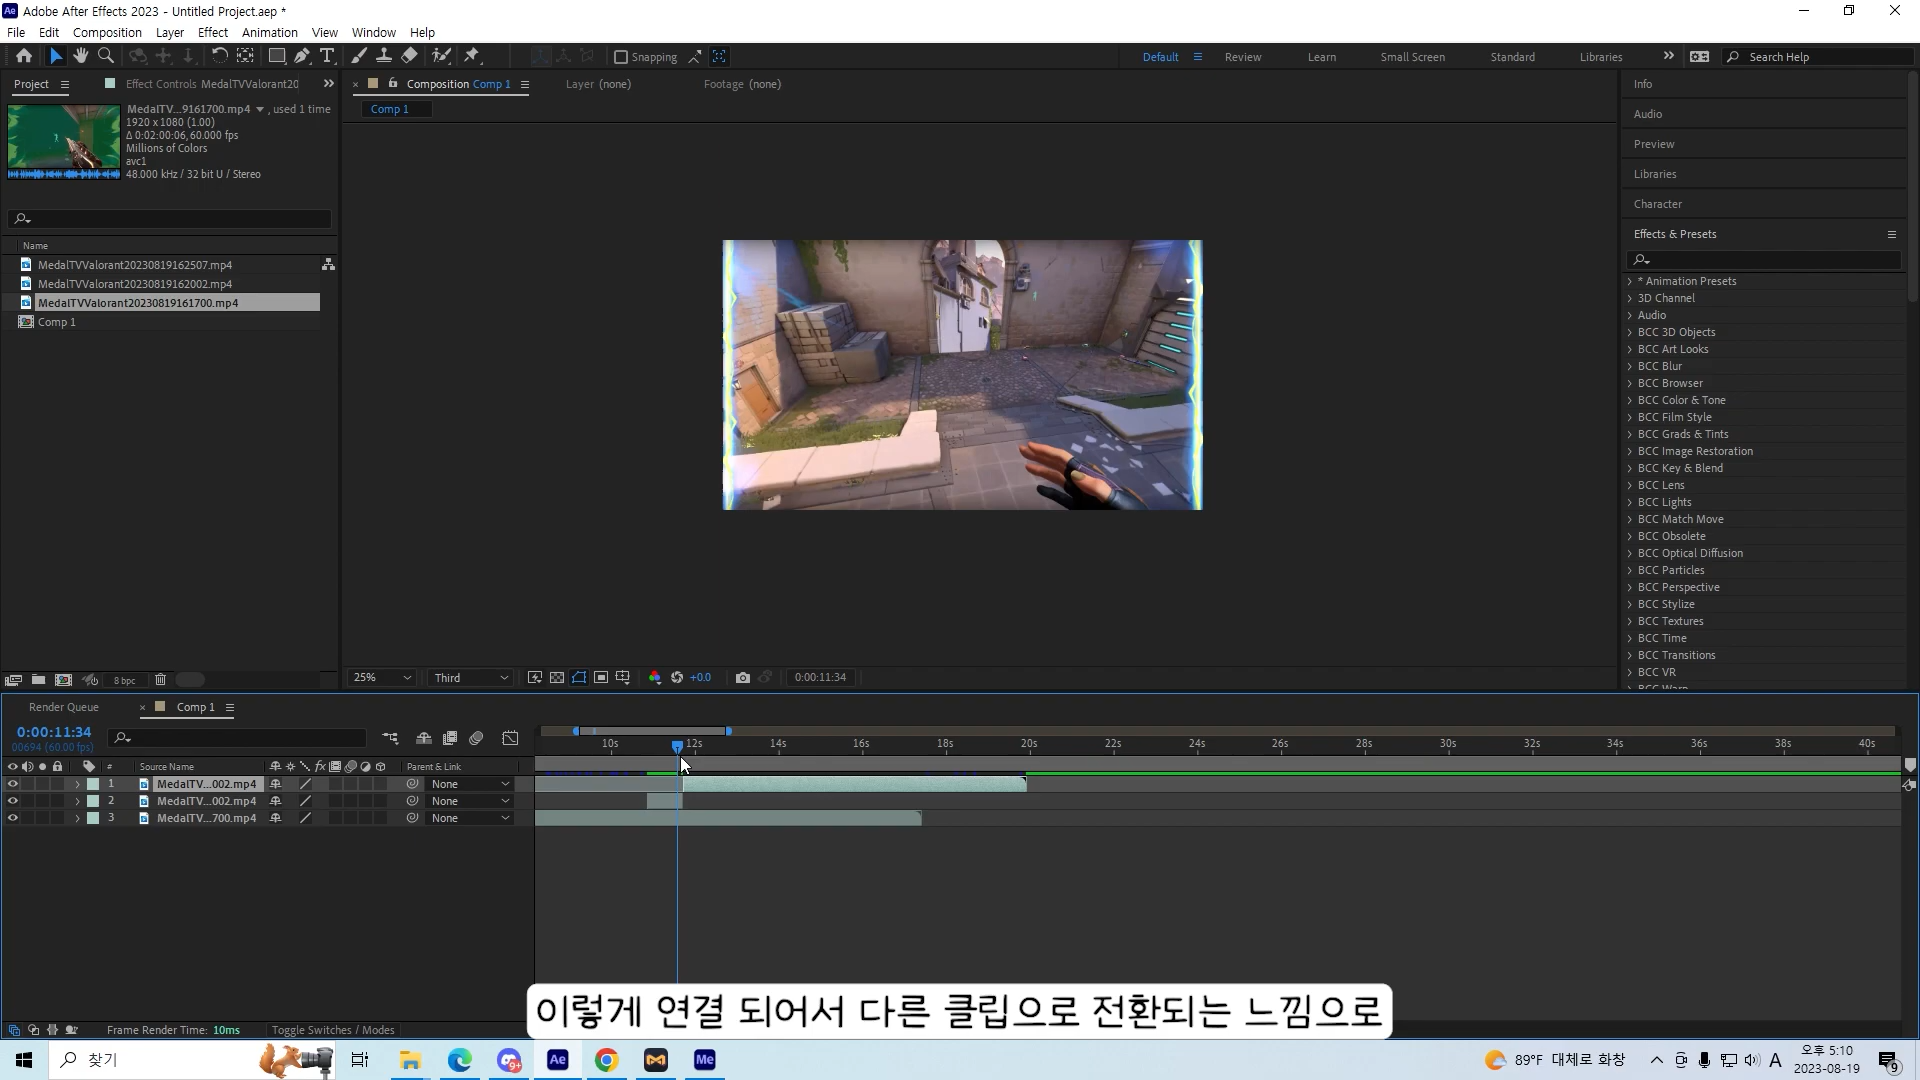 Adobe After Effects 2023 - Untitled Project.aep *
File Edit Composition Layer Effect Animation View Window Help
Snapping
Default Review Learn Small Screen Standard Libraries Search Help
Project Effect Controls MedalTVValorant20
Composition Comp 1 Layer (none) Footage (none)
Comp 1
MedalTV...9161700.mp4 , used 1 time
1920 x 1080 (1.00)
Δ 0:02:00:06, 60.000 fps
Millions of Colors
avc1
48.000 kHz / 32 bit U / Stereo
Name
MedalTVValorant20230819162507.mp4
MedalTVValorant20230819162002.mp4
MedalTVValorant20230819161700.mp4
Comp 1
8 bpc
25% Third +0.0 0:00:11:34
Info
Audio
Preview
Libraries
Character
Effects & Presets
* Animation Presets
3D Channel
Audio
BCC 3D Objects
BCC Art Looks
BCC Blur
BCC Browser
BCC Color & Tone
BCC Film Style
BCC Grads & Tints
BCC Image Restoration
BCC Key & Blend
BCC Lens
BCC Lights
BCC Match Move
BCC Obsolete
BCC Optical Diffusion
BCC Particles
BCC Perspective
BCC Stylize
BCC Textures
BCC Time
BCC Transitions
BCC VR
Render Queue Comp 1
0:00:11:34
00694 (60.00 fps)
10s 12s 14s 16s 18s 20s 22s 24s 26s 28s 30s 32s 34s 36s 38s 40s
# Source Name fx Parent & Link
1 MedalTV...002.mp4 None
2 MedalTV...002.mp4 None
3 MedalTV...700.mp4 None
이렇게 연결 되어서 다른 클립으로 전환되는 느낌으로
Frame Render Time: 10ms Toggle Switches / Modes
찾기 9+ Ae Me 89°F 대체로 화창 A
오후 5:10
2023-08-19
9